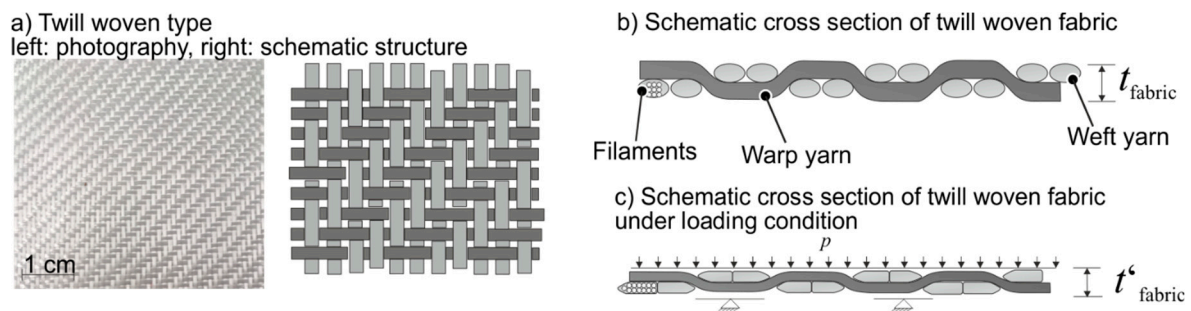 a) Twill woven type
left: photography, right: schematic structure
1 cm
b) Schematic cross section of twill woven fabric
t fabric
Filaments
Warp yarn
Weft yarn
c) Schematic cross section of twill woven fabric
under loading condition
p
t‘ fabric